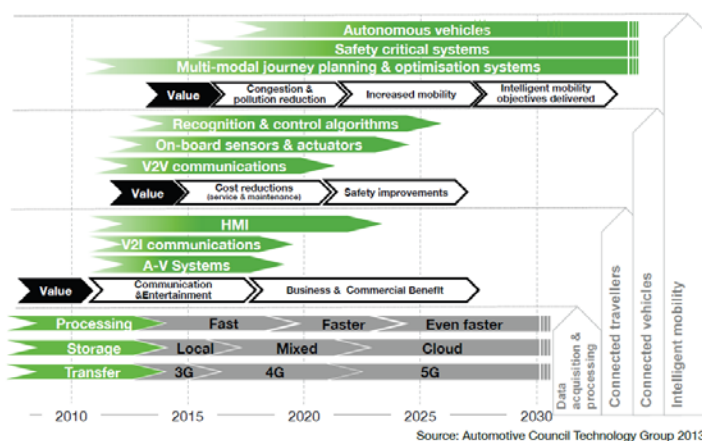 Autonomous vehicles
Safety critical systems
Multi-modal journey planning & optimisation systems
Value
Congestion &
pollution reduction
Increased mobility
Intelligent mobility
objectives delivered
Recognition & control algorithms
On-board sensors & actuators
V2V communications
Value
Cost reductions
(service & maintenance)
Safety improvements
HMI
V2I communications
A-V Systems
Value
Communication
&Entertainment
Business & Commercial Benefit
Processing Fast Faster Even faster
Storage Local Mixed Cloud
Transfer 3G 4G 5G
Data
acquisition &
processing
Connected travellers
Connected vehicles
Intelligent mobility
2010 2015 2020 2025 2030
Source: Automotive Council Technology Group 2013